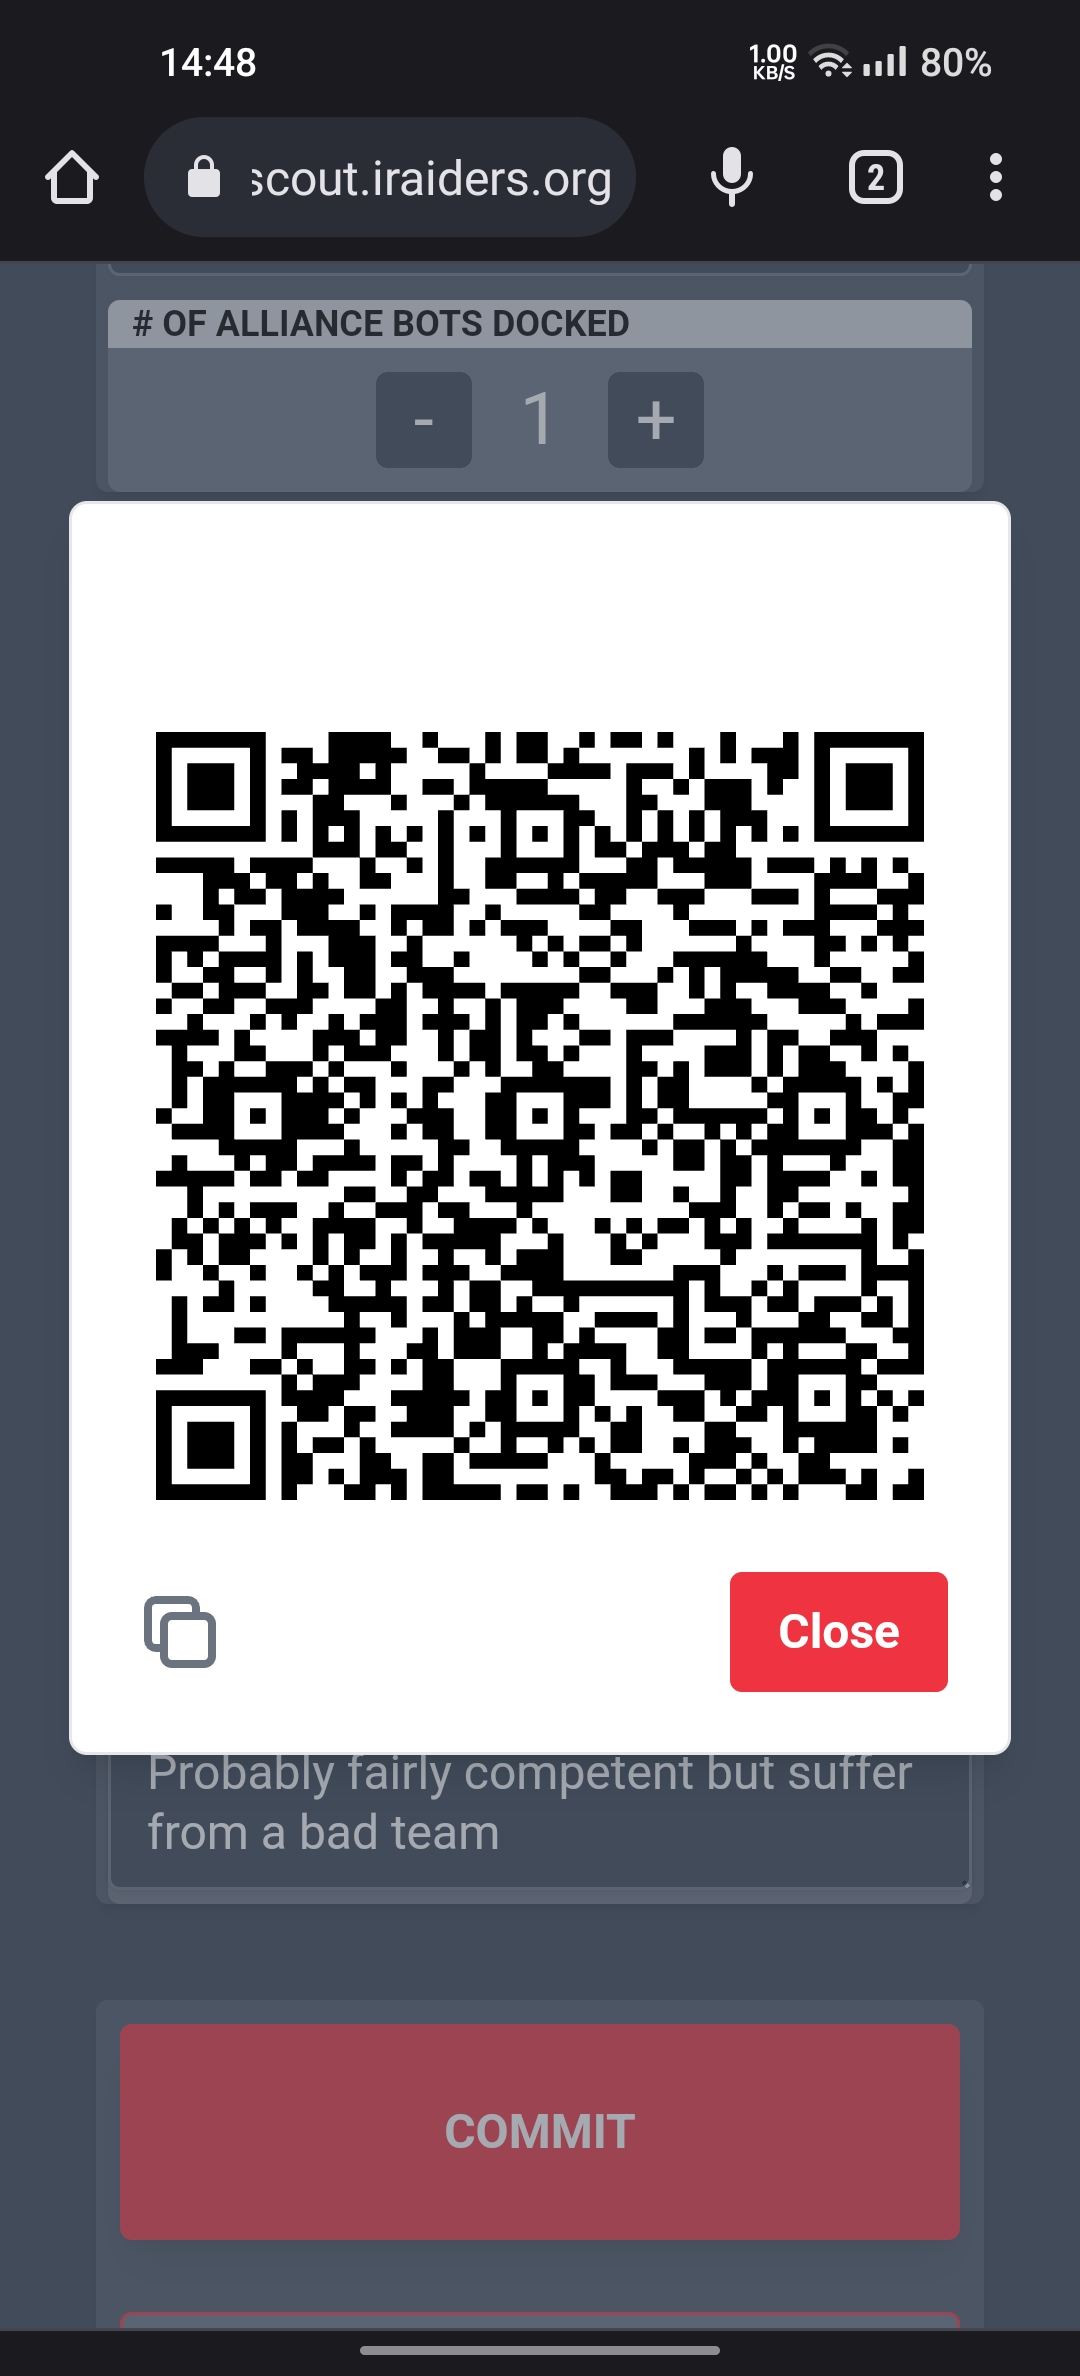 14:48
1.00
KB/S
80%
scout.iraiders.org
2
# OF ALLIANCE BOTS DOCKED
- 1 +
Close
Probably fairly competent but suffer
from a bad team
COMMIT